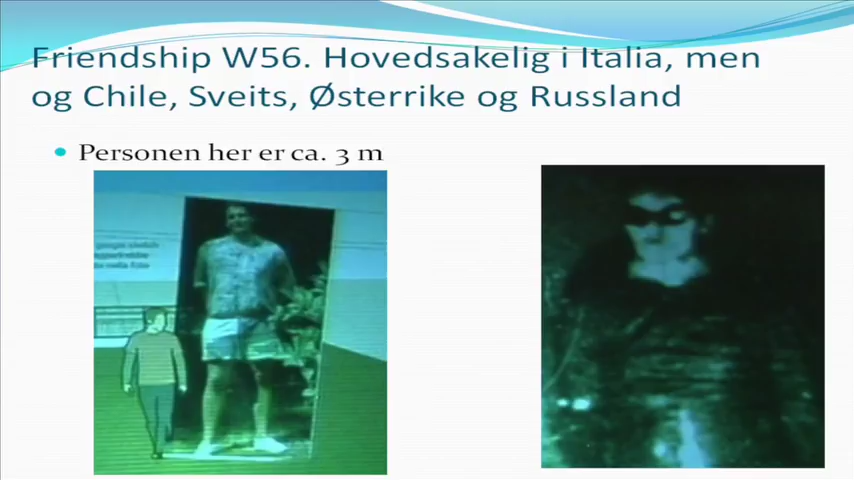 Friendship W56. Hovedsakelig i Italia, men
og Chile, Sveits, Østerrike og Russland
Personen her er ca. 3 m